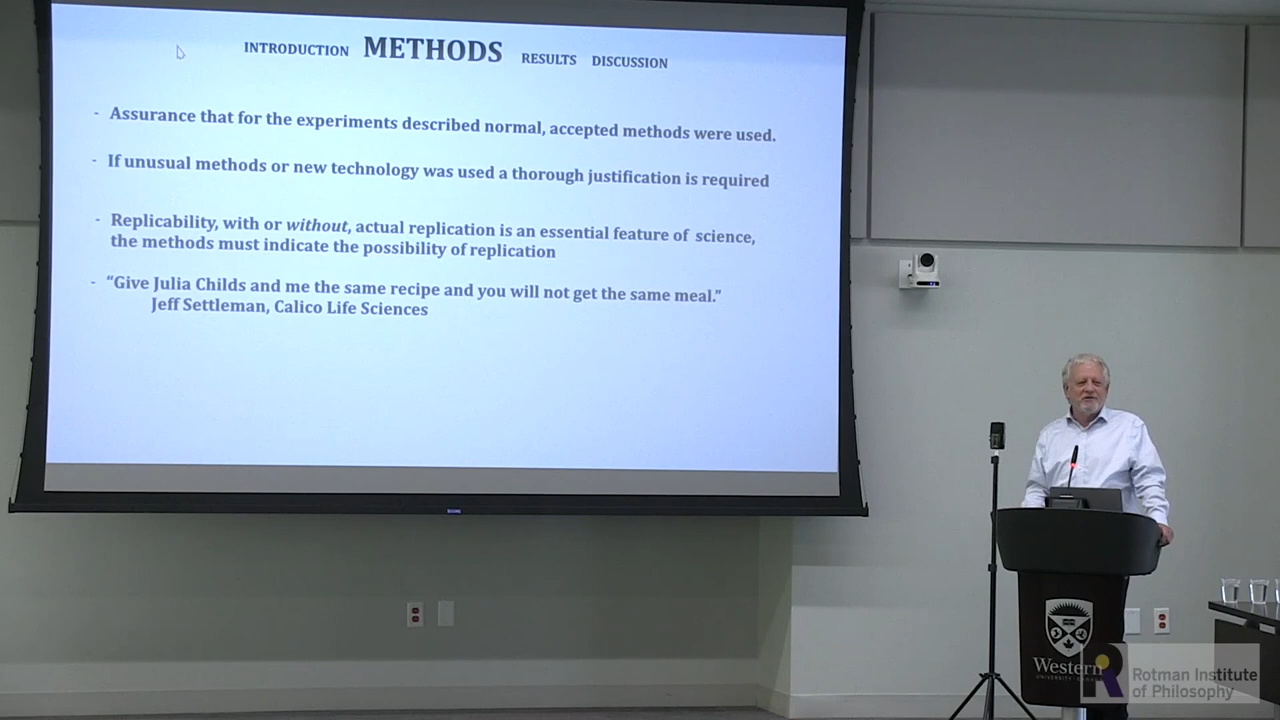 INTRODUCTION METHODS RESULTS DISCUSSION
- Assurance that for the experiments described normal, accepted methods were used.
- If unusual methods or new technology was used a thorough justification is required
- Replicability, with or without, actual replication is an essential feature of science,
the methods must indicate the possibility of replication
- “Give Julia Childs and me the same recipe and you will not get the same meal.”
Jeff Settleman, Calico Life Sciences
Western
Rotman Institute
of Philosophy